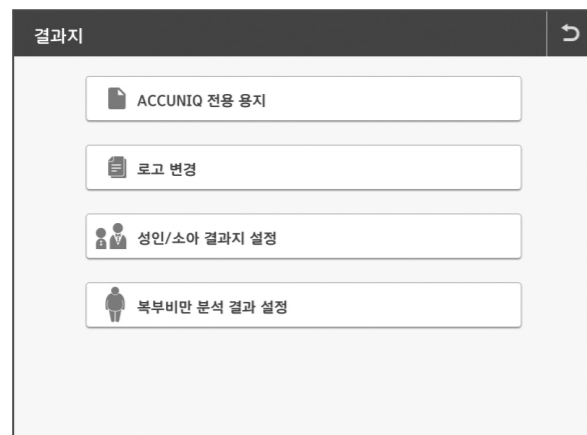 결과지
ACCUNIQ 전용 용지
로고 변경
성인/소아 결과지 설정
복부비만 분석 결과 설정